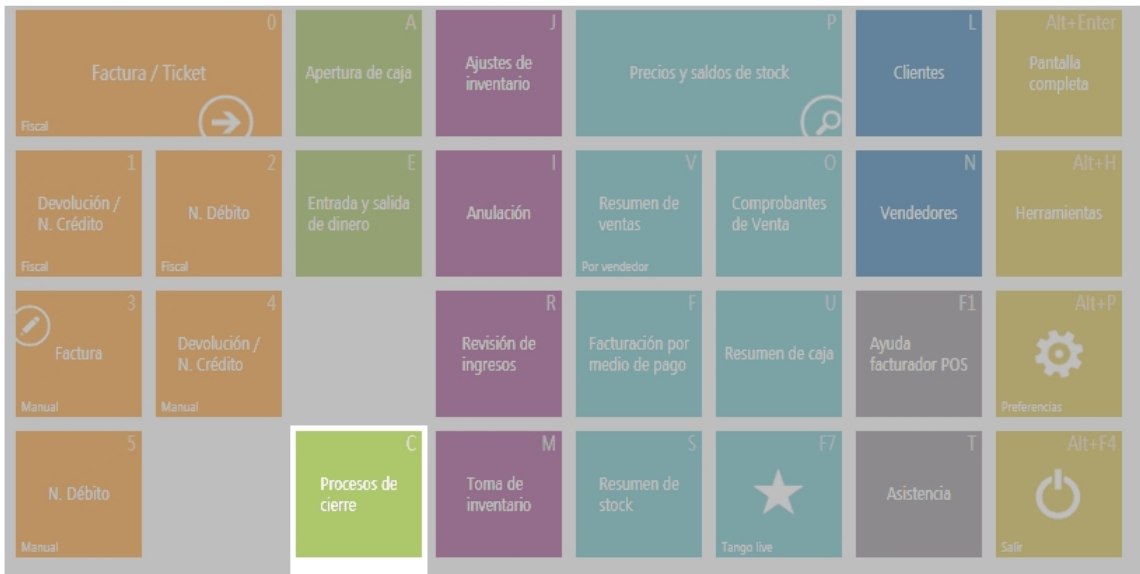 0
Factura / Ticket
Fiscal
A
Apertura de caja
J
Ajustes de
inventario
P
Precios y saldos de stock
L
Clientes
Alt+Enter
Pantalla
completa
1
Devolución /
N. Crédito
Fiscal
2
N. Débito
Fiscal
E
Entrada y salida
de dinero
I
Anulación
V
Resumen de
ventas
Por vendedor
O
Comprobantes
de Venta
N
Vendedores
Alt+H
Herramientas
3
Factura
Manual
4
Devolución /
N. Crédito
Manual
R
Revisión de
ingresos
F
Facturación por
medio de pago
U
Resumen de caja
F1
Ayuda
facturador POS
Alt+P
Preferencias
5
N. Débito
Manual
C
Procesos de
cierre
M
Toma de
inventario
S
Resumen de
stock
F7
Tango live
T
Asistencia
Alt+F4
Salir